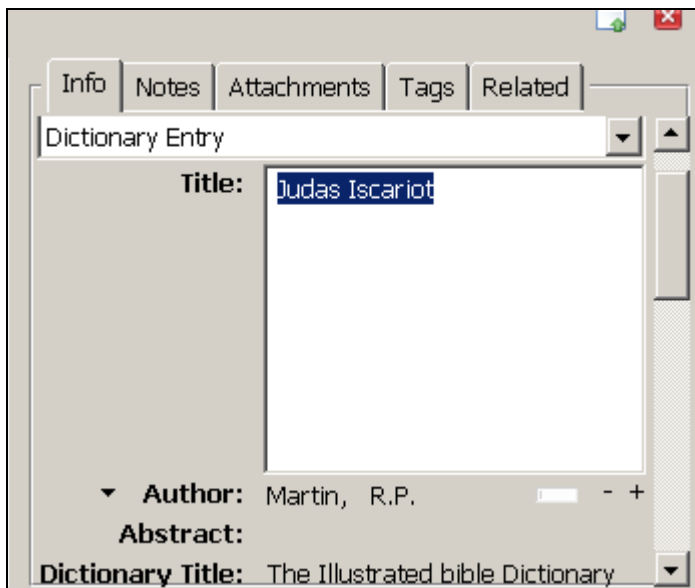 Info Notes Attachments Tags Related
Dictionary Entry
Title: Judas Iscariot
Author: Martin, R.P. - +
Abstract:
Dictionary Title: The Illustrated bible Dictionary